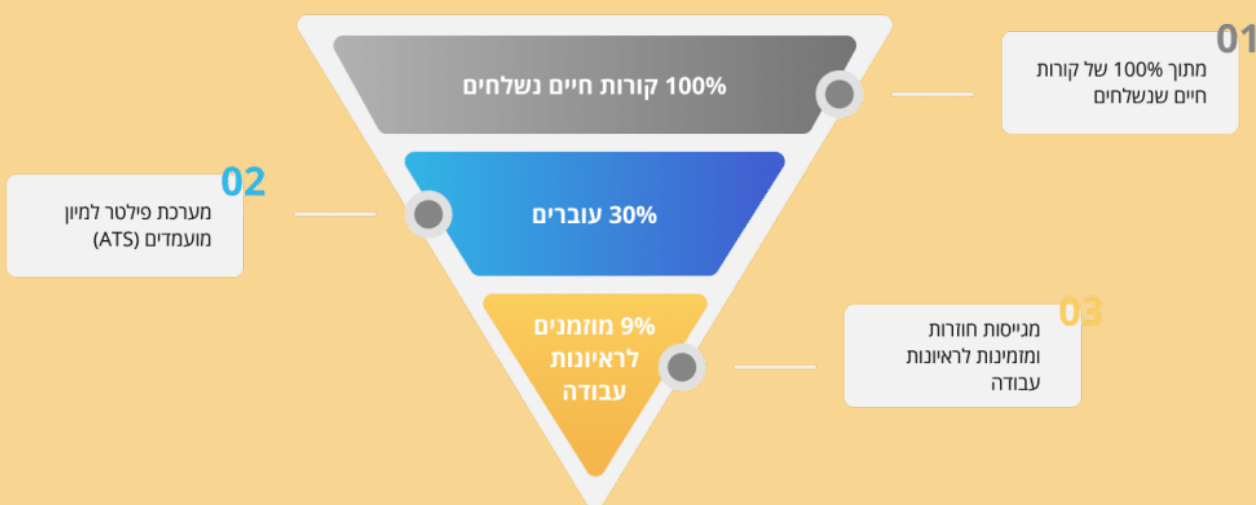 01
מתוך 100% של קורות
חיים שנשלחים
100% קורות חיים נשלחים
02
מערכת פילטר למיון
מועמדים (ATS)
30% עוברים
03
מגייסות חוזרות
ומזמינות לראיונות
עבודה
9% מוזמנים
לראיונות
עבודה